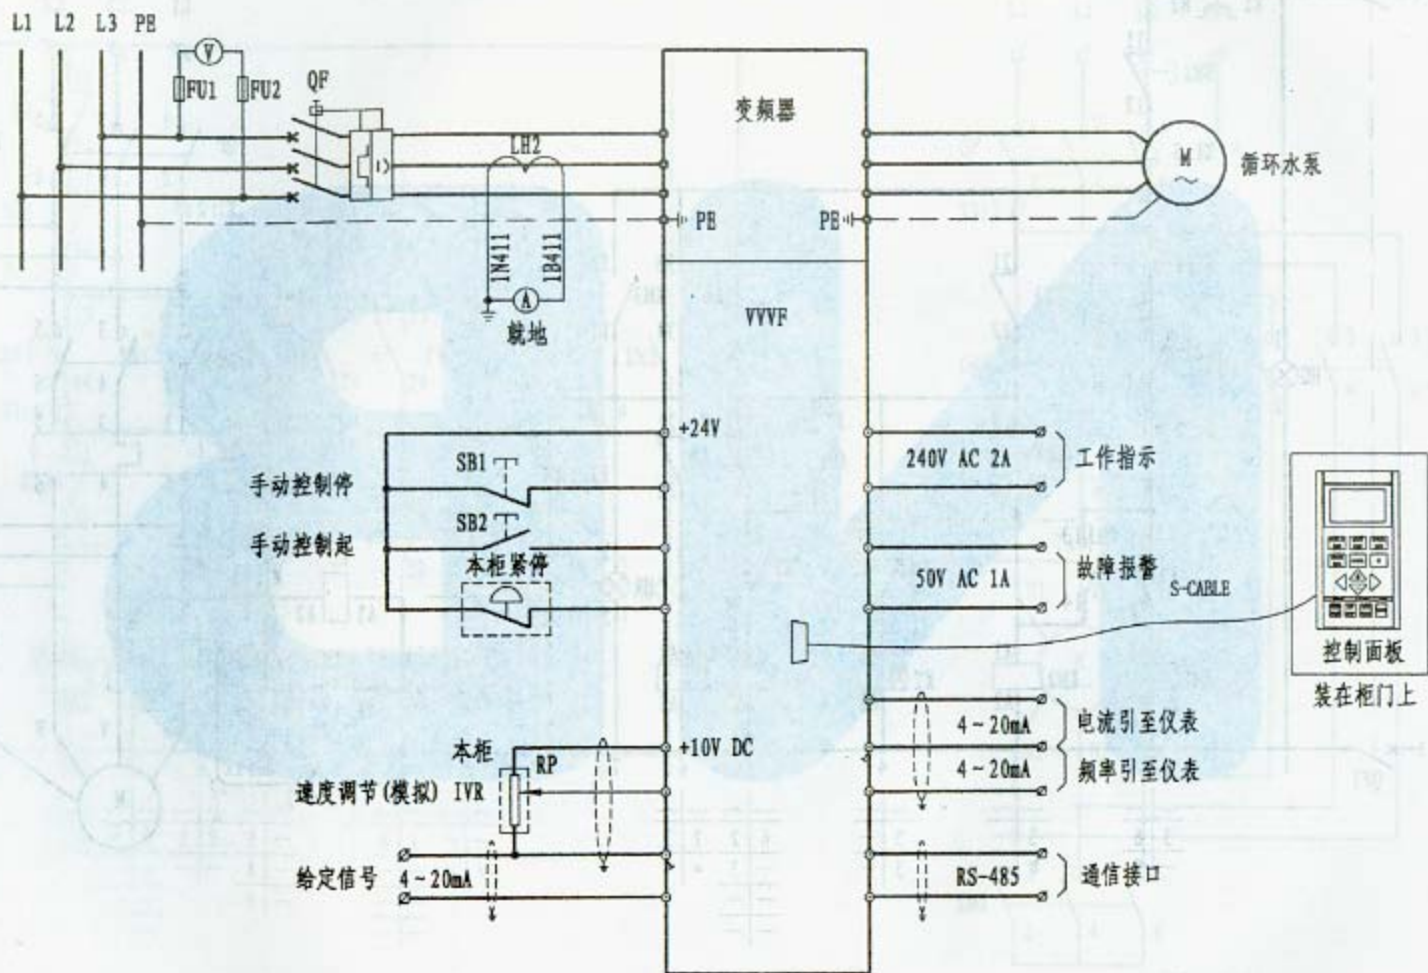 L1 L2 L3 PE
V
FU1 FU2 QF
变频器
LH2
M
~
循环水泵
PE PE
1N411 1B411
A
就地
VVVF
+24V
SB1
240V AC 2A 工作指示
手动控制停
SB2
手动控制起
本柜紧停
50V AC 1A 故障报警
S-CABLE
控制面板
装在柜门上
4~20mA 电流引至仪表
本柜 RP +10V DC
4~20mA 频率引至仪表
速度调节(模拟) IVR
给定信号 4~20mA
RS-485 通信接口